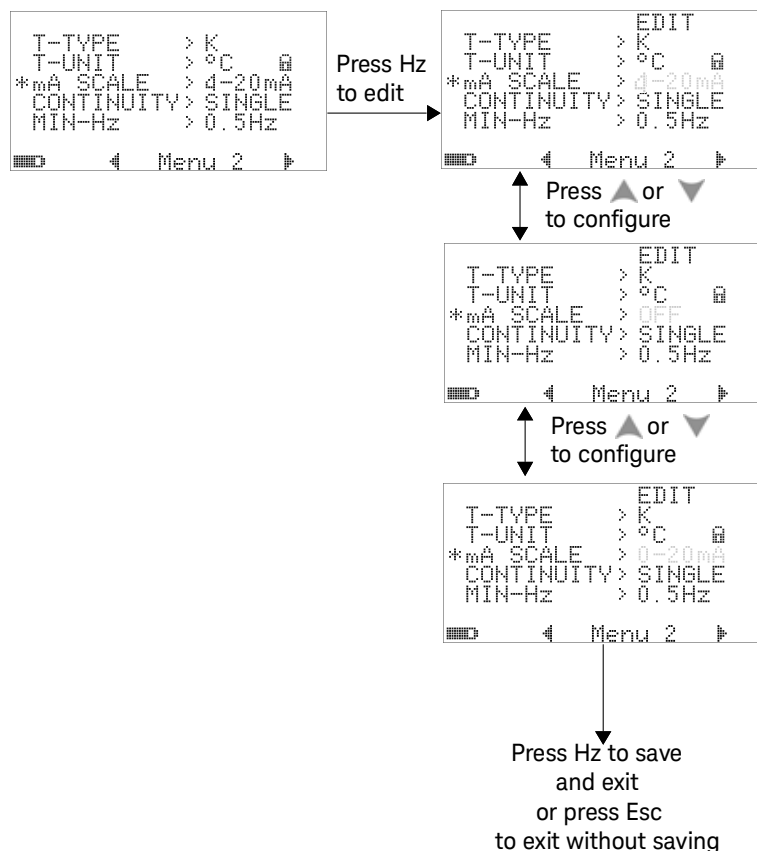 T-TYPE > K
T-UNIT > °C
*mA SCALE > 4-20mA
CONTINUITY> SINGLE
MIN-Hz > 0.5Hz
Menu 2
Press Hz
to edit
EDIT
T-TYPE > K
T-UNIT > °C
*mA SCALE > 4-20mA
CONTINUITY> SINGLE
MIN-Hz > 0.5Hz
Menu 2
Press ▲ or ▼
to configure
EDIT
T-TYPE > K
T-UNIT > °C
*mA SCALE > OFF
CONTINUITY> SINGLE
MIN-Hz > 0.5Hz
Menu 2
Press ▲ or ▼
to configure
EDIT
T-TYPE > K
T-UNIT > °C
*mA SCALE > 0-20mA
CONTINUITY> SINGLE
MIN-Hz > 0.5Hz
Menu 2
Press Hz to save
and exit
or press Esc
to exit without saving